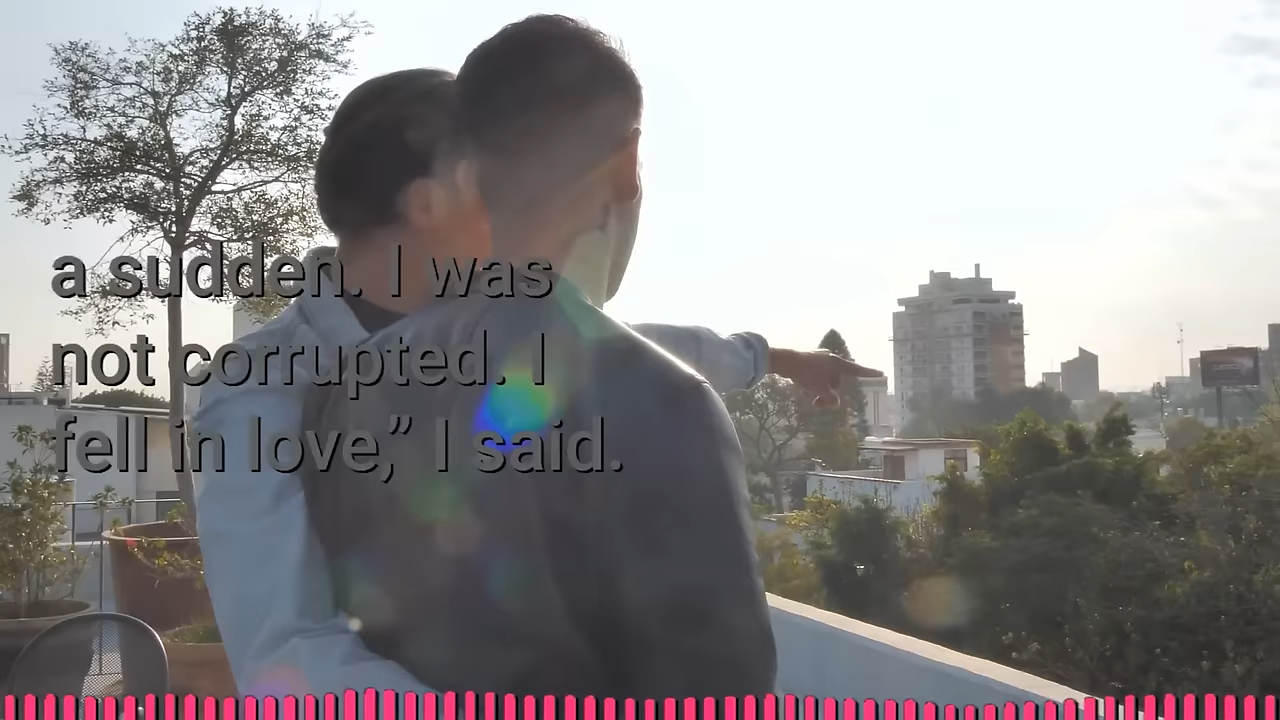 a sudden. I was
not corrupted. I
fell in love,” I said.